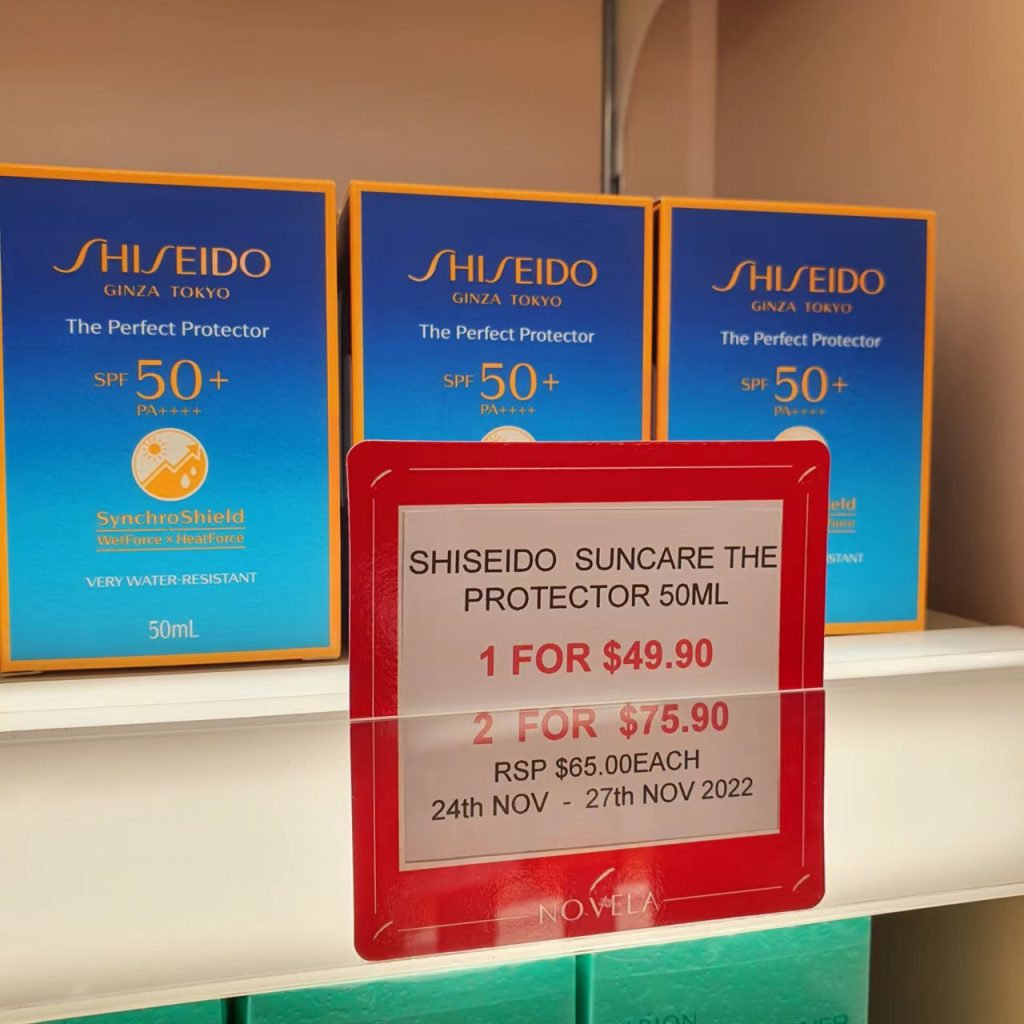 SHISEIDO
GINZA TOKYO
The Perfect Protector
SPF 50+
PA++++
SynchroShield
WetForce × HeatForce
VERY WATER-RESISTANT
50mL
SHISEIDO
GINZA TOKYO
The Perfect Protector
SPF 50+
PA++++
SHISEIDO
GINZA TOKYO
The Perfect Protector
SPF 50+
PA++++
SHISEIDO SUNCARE THE
PROTECTOR 50ML
1 FOR $49.90
2 FOR $75.90
RSP $65.00EACH
24th NOV - 27th NOV 2022
NOVELA